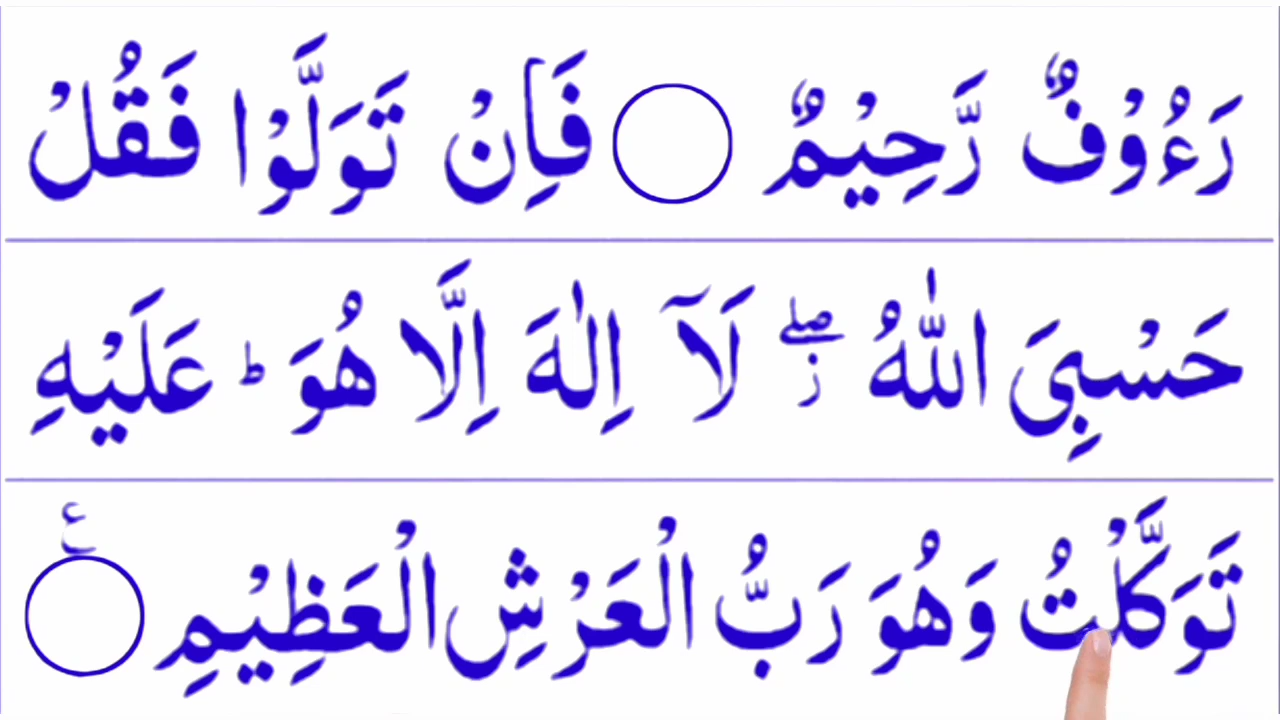 رَءُوْفٌ رَّحِيْمٌ ۝ فَاِنْ تَوَلَّوْا فَقُلْ
حَسْبِیَ اللّٰهُ ۖؗ لَاۤ اِلٰهَ اِلَّا هُوَ ؕ عَلَيْهِ
تَوَكَّلْتُ وَهُوَ رَبُّ الْعَرْشِ الْعَظِيْمِ ۝ ع